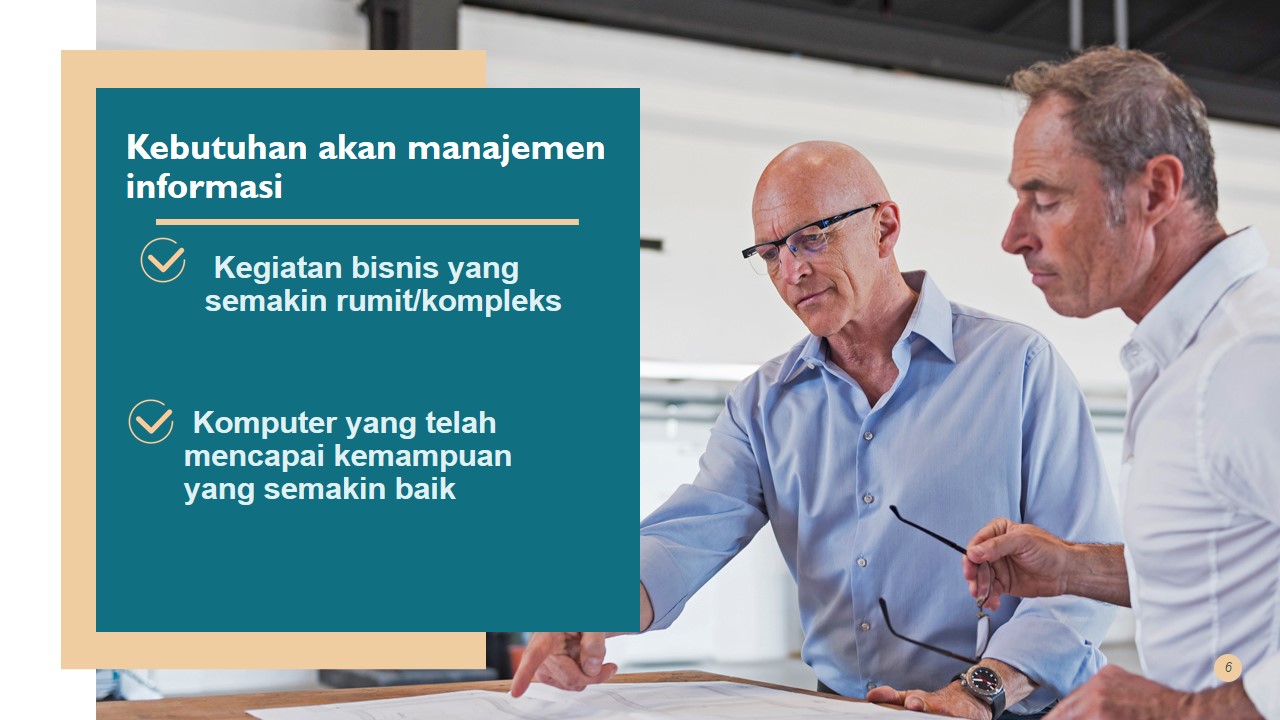 Kebutuhan akan manajemen
informasi
Kegiatan bisnis yang
semakin rumit/kompleks
Komputer yang telah
mencapai kemampuan
yang semakin baik
6